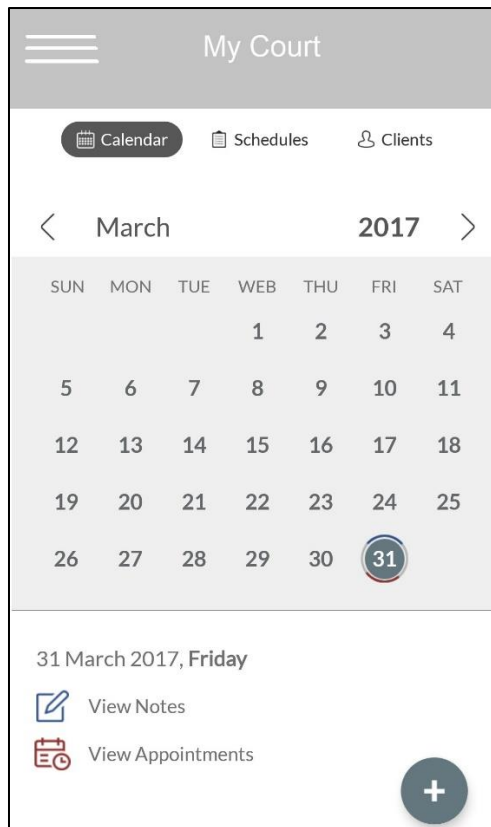 My Court
Calendar Schedules Clients
March 2017
SUN MON TUE WEB THU FRI SAT
1 2 3 4
5 6 7 8 9 10 11
12 13 14 15 16 17 18
19 20 21 22 23 24 25
26 27 28 29 30 31
31 March 2017, Friday
View Notes
View Appointments
+